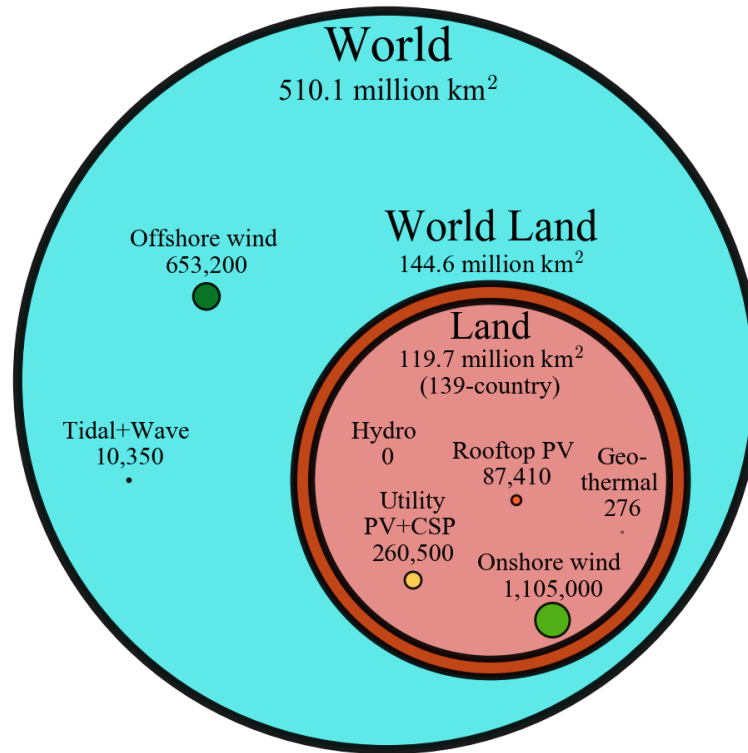 World
510.1 million km²
Offshore wind
653,200
World Land
144.6 million km²
Land
119.7 million km²
(139-country)
Tidal+Wave
10,350
Hydro
0
Rooftop PV
87,410
Geo-
thermal
276
Utility
PV+CSP
260,500
Onshore wind
1,105,000